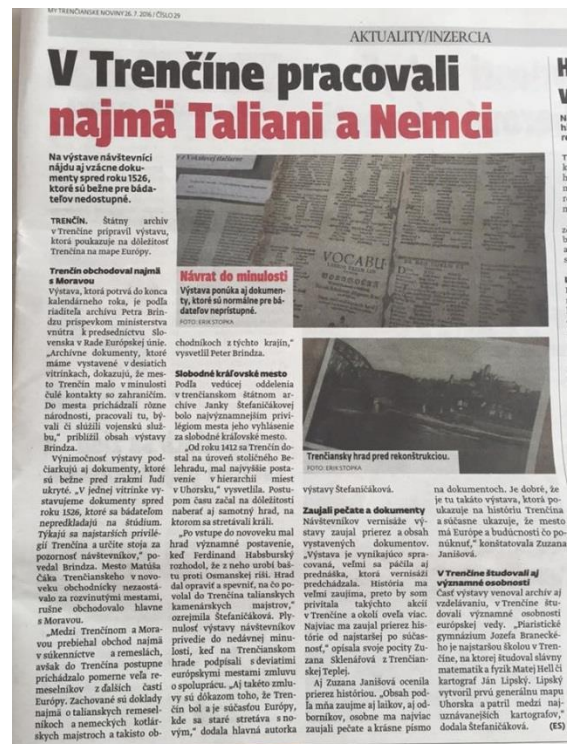 MY TRENČIANSKE NOVINY 26. 7. 2016 / ČÍSLO 29
AKTUALITY/INZERCIA
V Trenčíne pracovali
najmä Taliani a Nemci
Na výstave návštevníci
nájdu aj vzácne doku-
menty spred roku 1526,
ktoré sú bežne pre báda-
teľov nedostupné.
TRENČÍN. Štátny archív
v Trenčíne pripravil výstavu,
ktorá poukazuje na dôležitosť
Trenčína na mape Európy.
Trenčín obchodoval najmä
s Moravou
Výstava, ktorá potrvá do konca
kalendárneho roka, je podľa
riaditeľa archívu Petra Brin-
dzu príspevkom ministerstva
vnútra k predsedníctvu Slo-
venska v Rade Európskej únie.
„Archívne dokumenty, ktoré
máme vystavené v desiatich
vitrínkach, dokazujú, že mes-
to Trenčín malo v minulosti
čulé kontakty so zahraničím.
Do mesta prichádzali rôzne
národnosti, pracovali tu, bý-
vali či slúžili vojenskú služ-
bu,“ priblížil obsah výstavy
Brindza.
Výnimočnosť výstavy pod-
čiarkujú aj dokumenty, ktoré
sú bežne pred zrakmi ľudí
ukryté. „V jednej vitrínke vy-
stavujeme dokumenty spred
roku 1526, ktoré sa bádateľom
nepredkladajú na štúdium.
Týkajú sa najstarších privilé-
gií Trenčína a určite stoja za
pozornosť návštevníkov,“ po-
vedal Brindza. Mesto Matúša
Čáka Trenčianskeho v novo-
veku obchodnícky nezaostá-
valo za rozvinutými mestami,
rušne obchodovalo hlavne
s Moravou.
„Medzi Trenčínom a Mora-
vou prebiehal obchod najmä
v súkenníctve a remeslách,
avšak do Trenčína postupne
prichádzalo pomerne veľa re-
meselníkov z ďalších častí
Európy. Zachované sú doklady
najmä o talianskych remesel-
níkoch a nemeckých kotlár-
skych majstroch a takisto ob-
VOCABU
Návrat do minulosti
Výstava ponúka aj dokumen-
ty, ktoré sú normálne pre bá-
dateľov neprístupné.
FOTO: ERIK STOPKA
chodníkoch z týchto krajín,“
vysvetlil Peter Brindza.
Slobodné kráľovské mesto
Podľa vedúcej oddelenia
v trenčianskom štátnom ar-
chíve Janky Štefaničákovej
bolo najvýznamnejším privi-
légiom mesta jeho vyhlásenie
za slobodné kráľovské mesto.
„Od roku 1412 sa Trenčín do-
stal na úroveň stoličného Be-
lehradu, mal najvyššie posta-
venie v hierarchii miest
v Uhorsku,“ vysvetlila. Postu-
pom času začal na dôležitosti
naberať aj samotný hrad, na
ktorom sa stretávali králi.
„Po vstupe do novoveku mal
hrad významné postavenie,
keď Ferdinand Habsburský
rozhodol, že z neho urobí baš-
tu proti Osmanskej ríši. Hrad
dal opraviť a spevniť, na čo po-
volal do Trenčína talianskych
kamenárskych majstrov,“
ozrejmila Štefaničáková. Ply-
nulosť výstavy návštevníkov
privedie do nedávnej minu-
losti, keď na Trenčianskom
hrade podpísali s deviatimi
európskymi mestami zmluvu
o spolupráci. „Aj takéto zmlu-
vy sú dôkazom toho, že Tren-
čín bol a je súčasťou Európy,
kde sa staré stretáva s no-
vým,“ dodala hlavná autorka
Trenčiansky hrad pred rekonštrukciou.
FOTO: ERIK STOPKA
výstavy Štefaničáková.
Zaujali pečate a dokumenty
Návštevníkov vernisáže vý-
stavy zaujal prierez a obsah
vystavených dokumentov.
„Výstava je vynikajúco spra-
covaná, veľmi sa páčila aj
prednáška, ktorá vernisáži
predchádzala. História ma
veľmi zaujíma, preto by som
privítala takýchto akcií
v Trenčíne a okolí oveľa viac.
Najviac ma zaujal prierez his-
tórie od najstaršej po súčas-
nosť,“ opísala svoje pocity Zu-
zana Sklenářová z Trenčian-
skej Teplej.
Aj Zuzana Janišová ocenila
prierez históriou. „Obsah pod-
ľa mňa zaujme aj laikov, aj od-
borníkov, osobne ma najviac
zaujali pečate a krásne písmo
na dokumentoch. Je dobré, že
je tu takáto výstava, ktorá po-
ukazuje na históriu Trenčína
a súčasne ukazuje, že mesto
má Európe a budúcnosti čo po-
núknuť,“ konštatovala Zuzana
Janišová.
V Trenčíne študovali aj
významné osobnosti
Časť výstavy venoval archív aj
vzdelávaniu, v Trenčíne štu-
dovali významné osobnosti
európskej vedy. „Piaristické
gymnázium Jozefa Braneckého
je najstaršou školou v Tren-
číne, na ktorej študoval slávny
matematik a fyzik Matej Hell či
kartograf Ján Lipský. Lipský
vytvoril prvú generálnu mapu
Uhorska a patril medzi naj-
uznávanejších kartografov,“
dodala Štefaničáková. (ES)